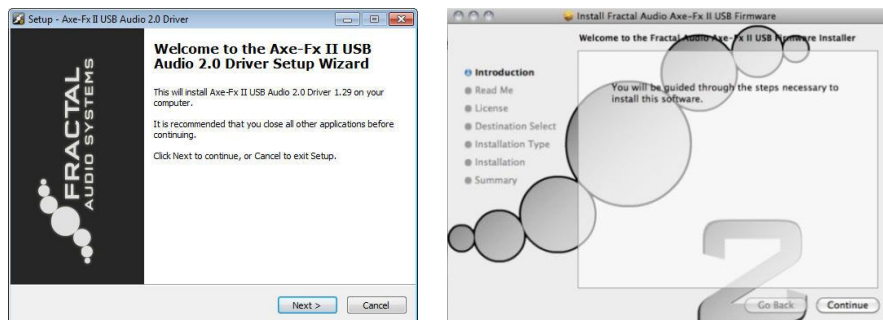 Setup - Axe-Fx II USB Audio 2.0 Driver
FRACTAL
AUDIO SYSTEMS
Welcome to the Axe-Fx II USB
Audio 2.0 Driver Setup Wizard
This will install Axe-Fx II USB Audio 2.0 Driver 1.29 on your
computer.
It is recommended that you close all other applications before
continuing.
Click Next to continue, or Cancel to exit Setup.
Next >
Cancel
Install Fractal Audio Axe-Fx II USB Firmware
Welcome to the Fractal Audio Axe-Fx II USB Firmware Installer
Introduction
Read Me
License
Destination Select
Installation Type
Installation
Summary
You will be guided through the steps necessary to
install this software.
2
Go Back
Continue